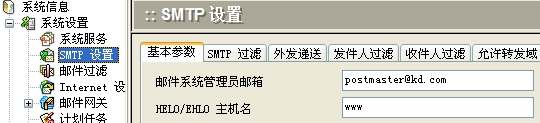 系统信息
系统设置
系统服务
SMTP 设置
邮件过滤
Internet 设
邮件网关
计划任务
:: SMTP 设置
基本参数 SMTP 过滤 外发递送 发件人过滤 收件人过滤 允许转发域
邮件系统管理员邮箱 postmaster@kd.com
HELO/EHLO 主机名 www